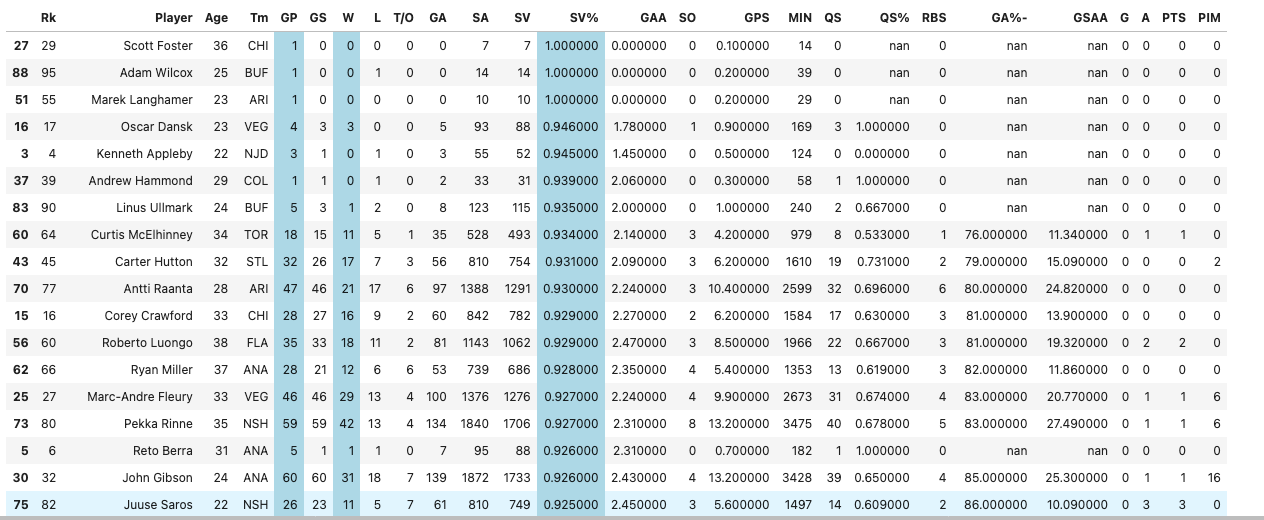 Rk Player Age Tm GP GS W L T/O GA SA SV SV% GAA SO GPS MIN QS QS% RBS GA%- GSAA G A PTS PIM
27 29 Scott Foster 36 CHI 1 0 0 0 0 0 7 7 1.000000 0.000000 0 0.100000 14 0 nan 0 nan nan 0 0 0 0
88 95 Adam Wilcox 25 BUF 1 0 0 1 0 0 14 14 1.000000 0.000000 0 0.200000 39 0 nan 0 nan nan 0 0 0 0
51 55 Marek Langhamer 23 ARI 1 0 0 0 0 0 10 10 1.000000 0.000000 0 0.200000 29 0 nan 0 nan nan 0 0 0 0
16 17 Oscar Dansk 23 VEG 4 3 3 0 0 5 93 88 0.946000 1.780000 1 0.900000 169 3 1.000000 0 nan nan 0 0 0 0
3 4 Kenneth Appleby 22 NJD 3 1 0 1 0 3 55 52 0.945000 1.450000 0 0.500000 124 0 0.000000 0 nan nan 0 0 0 0
37 39 Andrew Hammond 29 COL 1 1 0 1 0 2 33 31 0.939000 2.060000 0 0.300000 58 1 1.000000 0 nan nan 0 0 0 0
83 90 Linus Ullmark 24 BUF 5 3 1 2 0 8 123 115 0.935000 2.000000 0 1.000000 240 2 0.667000 0 nan nan 0 0 0 0
60 64 Curtis McElhinney 34 TOR 18 15 11 5 1 35 528 493 0.934000 2.140000 3 4.200000 979 8 0.533000 1 76.000000 11.340000 0 1 1 0
43 45 Carter Hutton 32 STL 32 26 17 7 3 56 810 754 0.931000 2.090000 3 6.200000 1610 19 0.731000 2 79.000000 15.090000 0 0 0 2
70 77 Antti Raanta 28 ARI 47 46 21 17 6 97 1388 1291 0.930000 2.240000 3 10.400000 2599 32 0.696000 6 80.000000 24.820000 0 0 0 0
15 16 Corey Crawford 33 CHI 28 27 16 9 2 60 842 782 0.929000 2.270000 2 6.200000 1584 17 0.630000 3 81.000000 13.900000 0 0 0 0
56 60 Roberto Luongo 38 FLA 35 33 18 11 2 81 1143 1062 0.929000 2.470000 3 8.500000 1966 22 0.667000 3 81.000000 19.320000 0 2 2 0
62 66 Ryan Miller 37 ANA 28 21 12 6 6 53 739 686 0.928000 2.350000 4 5.400000 1353 13 0.619000 3 82.000000 11.860000 0 0 0 0
25 27 Marc-Andre Fleury 33 VEG 46 46 29 13 4 100 1376 1276 0.927000 2.240000 4 9.900000 2673 31 0.674000 4 83.000000 20.770000 0 1 1 6
73 80 Pekka Rinne 35 NSH 59 59 42 13 4 134 1840 1706 0.927000 2.310000 8 13.200000 3475 40 0.678000 5 83.000000 27.490000 0 1 1 6
5 6 Reto Berra 31 ANA 5 1 1 1 0 7 95 88 0.926000 2.310000 0 0.700000 182 1 1.000000 0 nan nan 0 0 0 0
30 32 John Gibson 24 ANA 60 60 31 18 7 139 1872 1733 0.926000 2.430000 4 13.200000 3428 39 0.650000 4 85.000000 25.300000 0 1 1 16
75 82 Juuse Saros 22 NSH 26 23 11 5 7 61 810 749 0.925000 2.450000 3 5.600000 1497 14 0.609000 2 86.000000 10.090000 0 3 3 0